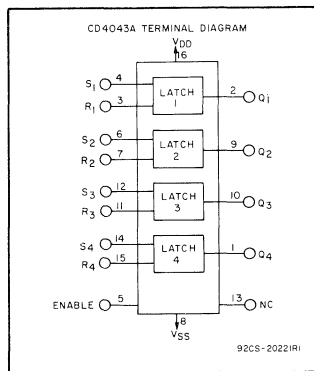 CD4043A TERMINAL DIAGRAM
VDD
16
S1 4
R1 3
LATCH
1
2 Q1
S2 6
R2 7
LATCH
2
9 Q2
S3 12
R3 11
LATCH
3
10 Q3
S4 14
R4 15
LATCH
4
1 Q4
ENABLE 5
13 NC
8
VSS
92CS-20221R1